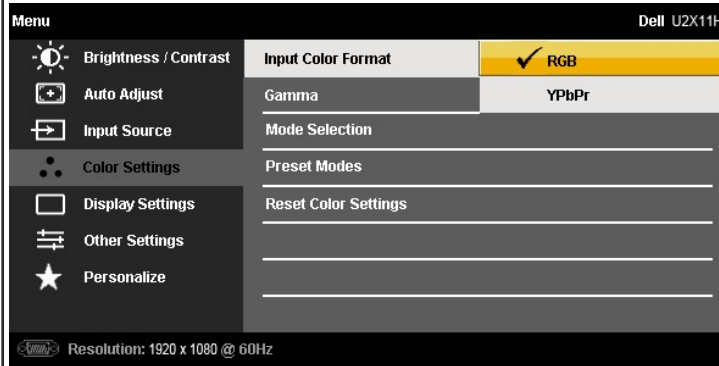 Menu
Dell U2X11H
Brightness / Contrast
Input Color Format
RGB
Auto Adjust
Gamma
YPbPr
Input Source
Mode Selection
Color Settings
Preset Modes
Display Settings
Reset Color Settings
Other Settings
Personalize
Resolution: 1920 x 1080 @ 60Hz